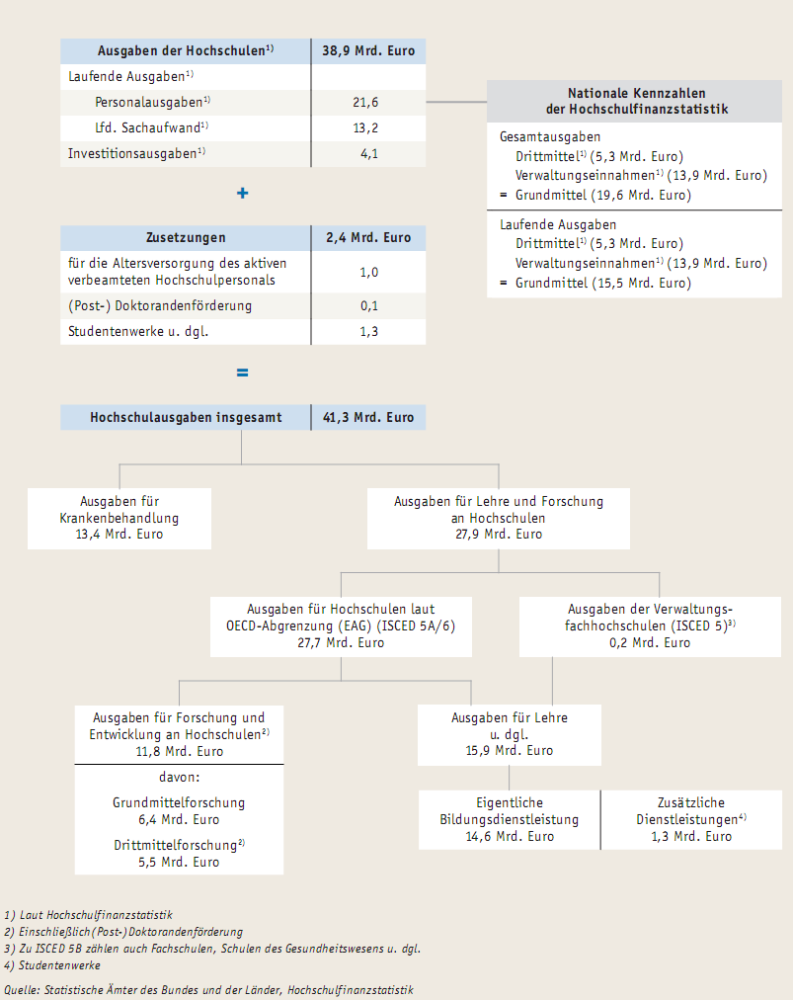 Ausgaben der Hochschulen1) 38,9 Mrd. Euro
Laufende Ausgaben1)
Personalausgaben1) 21,6
Lfd. Sachaufwand1) 13,2
Investitionsausgaben1) 4,1
Nationale Kennzahlen
der Hochschulfinanzstatistik
Gesamtausgaben
Drittmittel1) (5,3 Mrd. Euro)
Verwaltungseinnahmen1) (13,9 Mrd. Euro)
= Grundmittel (19,6 Mrd. Euro)
Laufende Ausgaben
Drittmittel1) (5,3 Mrd. Euro)
Verwaltungseinnahmen1) (13,9 Mrd. Euro)
= Grundmittel (15,5 Mrd. Euro)
+
Zusetzungen 2,4 Mrd. Euro
für die Altersversorgung des aktiven
verbeamteten Hochschulpersonals 1,0
(Post-) Doktorandenförderung 0,1
Studentenwerke u. dgl. 1,3
=
Hochschulausgaben insgesamt 41,3 Mrd. Euro
Ausgaben für
Krankenbehandlung
13,4 Mrd. Euro
Ausgaben für Lehre und Forschung
an Hochschulen
27,9 Mrd. Euro
Ausgaben für Hochschulen laut
OECD-Abgrenzung (EAG) (ISCED 5A/6)
27,7 Mrd. Euro
Ausgaben der Verwaltungs-
fachhochschulen (ISCED 5)3)
0,2 Mrd. Euro
Ausgaben für Forschung und
Entwicklung an Hochschulen2)
11,8 Mrd. Euro
davon:
Grundmittelforschung
6,4 Mrd. Euro
Drittmittelforschung2)
5,5 Mrd. Euro
Ausgaben für Lehre
u. dgl.
15,9 Mrd. Euro
Eigentliche
Bildungsdienstleistung
14,6 Mrd. Euro
Zusätzliche
Dienstleistungen4)
1,3 Mrd. Euro
1) Laut Hochschulfinanzstatistik
2) Einschließlich (Post-) Doktorandenförderung
3) Zu ISCED 5B zählen auch Fachschulen, Schulen des Gesundheitswesens u. dgl.
4) Studentenwerke
Quelle: Statistische Ämter des Bundes und der Länder, Hochschulfinanzstatistik